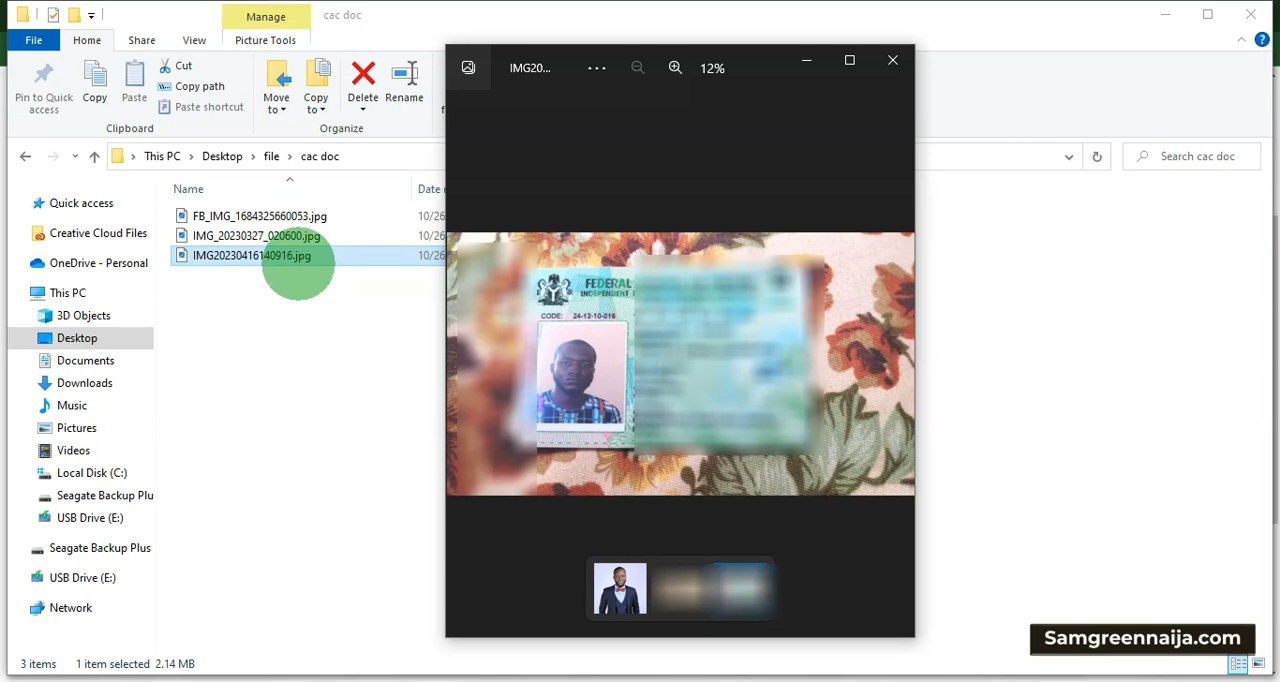 Manage
cac doc
File
Home
Share
View
Picture Tools
Pin to Quick
access
Copy
Paste
Cut
Copy path
Paste shortcut
Clipboard
Move
to
Copy
to
Delete
Rename
Organize
This PC
Desktop
file
cac doc
Search cac doc
Quick access
Creative Cloud Files
OneDrive - Personal
This PC
3D Objects
Desktop
Documents
Downloads
Music
Pictures
Videos
Local Disk (C:)
Seagate Backup Plu
USB Drive (E:)
Seagate Backup Plus
USB Drive (E:)
Network
Name
Date
FB_IMG_1684325660053.jpg
10/26
IMG_20230327_020600.jpg
10/26
IMG20230416140916.jpg
10/26
IMG20...
12%
FEDERAL
INDEPENDENT
CODE: 24-12-10-016
Samgreennaija.com
3 items
1 item selected 2.14 MB